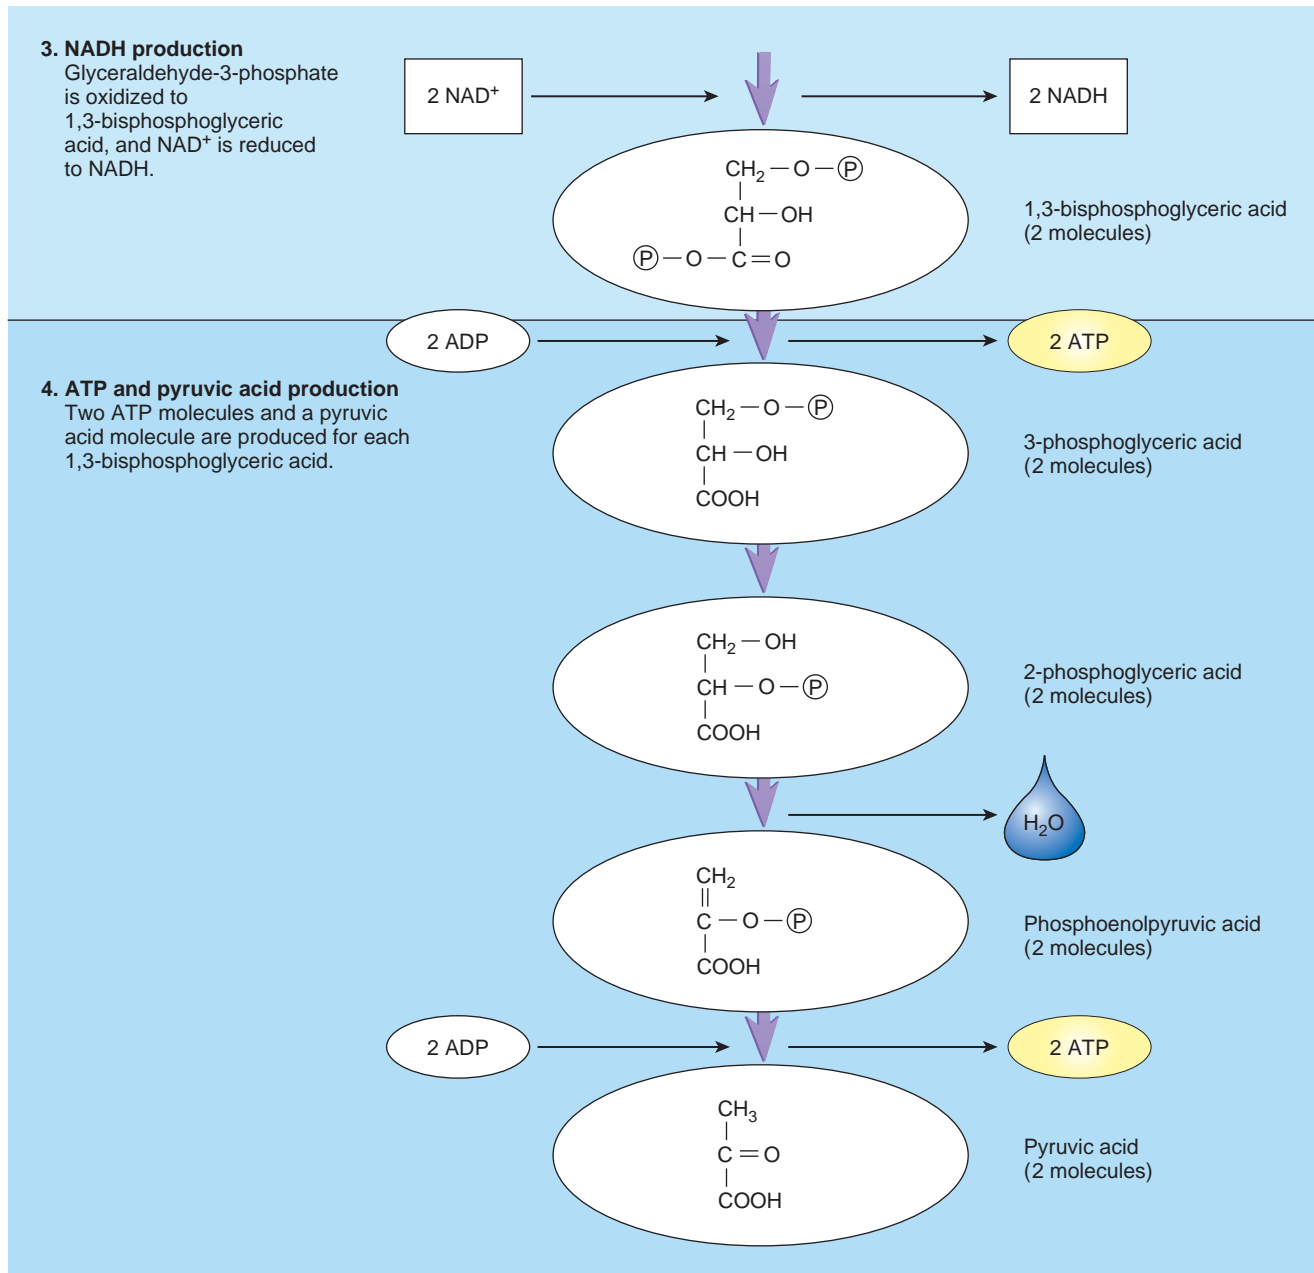 3. NADH production
Glyceraldehyde-3-phosphate
is oxidized to
1,3-bisphosphoglyceric
acid, and NAD⁺ is reduced
to NADH.
2 NAD⁺
2 NADH
CH₂—O—Ⓟ
CH—OH
Ⓟ—O—C=O
1,3-bisphosphoglyceric acid
(2 molecules)
2 ADP
2 ATP
4. ATP and pyruvic acid production
Two ATP molecules and a pyruvic
acid molecule are produced for each
1,3-bisphosphoglyceric acid.
CH₂—O—Ⓟ
CH—OH
COOH
3-phosphoglyceric acid
(2 molecules)
CH₂—OH
CH—O—Ⓟ
COOH
2-phosphoglyceric acid
(2 molecules)
H₂O
CH₂
C—O—Ⓟ
COOH
Phosphoenolpyruvic acid
(2 molecules)
2 ADP
2 ATP
CH₃
C=O
COOH
Pyruvic acid
(2 molecules)